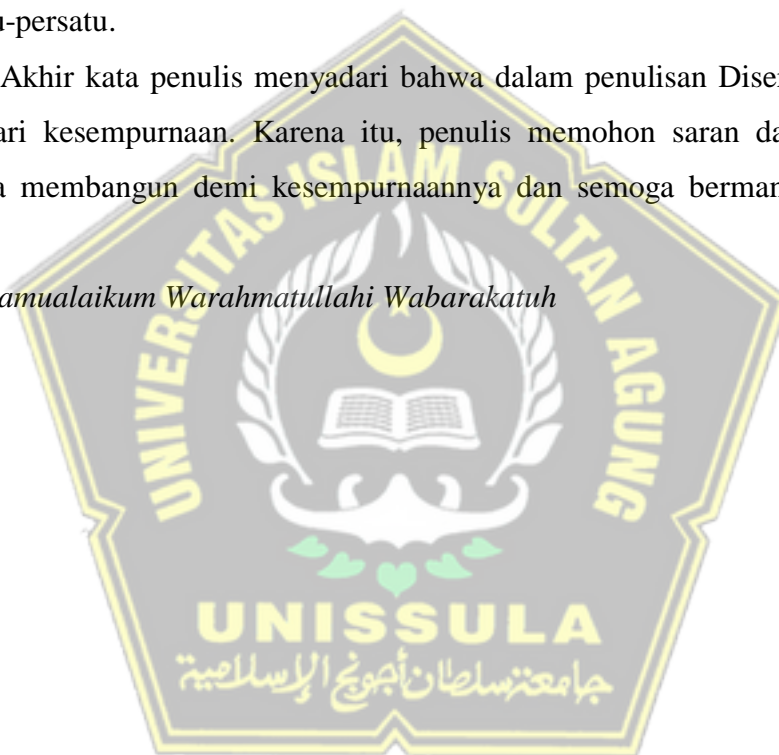 u-persatu.
Akhir kata penulis menyadari bahwa dalam penulisan Diser
ari kesempurnaan. Karena itu, penulis memohon saran da
a membangun demi kesempurnaannya dan semoga berman
amualaikum Warahmatullahi Wabarakatuh
UNIVERSITAS ISLAM SULTAN AGUNG
UNISSULA
جامعة سلطان أجونج الإسلامية